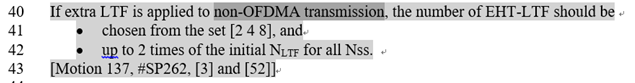 40 If extra LTF is applied to non-OFDMA transmission, the number of EHT-LTF should be
41 • chosen from the set [2 4 8], and
42 • up to 2 times of the initial NLTF for all Nss.
43 [Motion 137, #SP262, [3] and [52]]